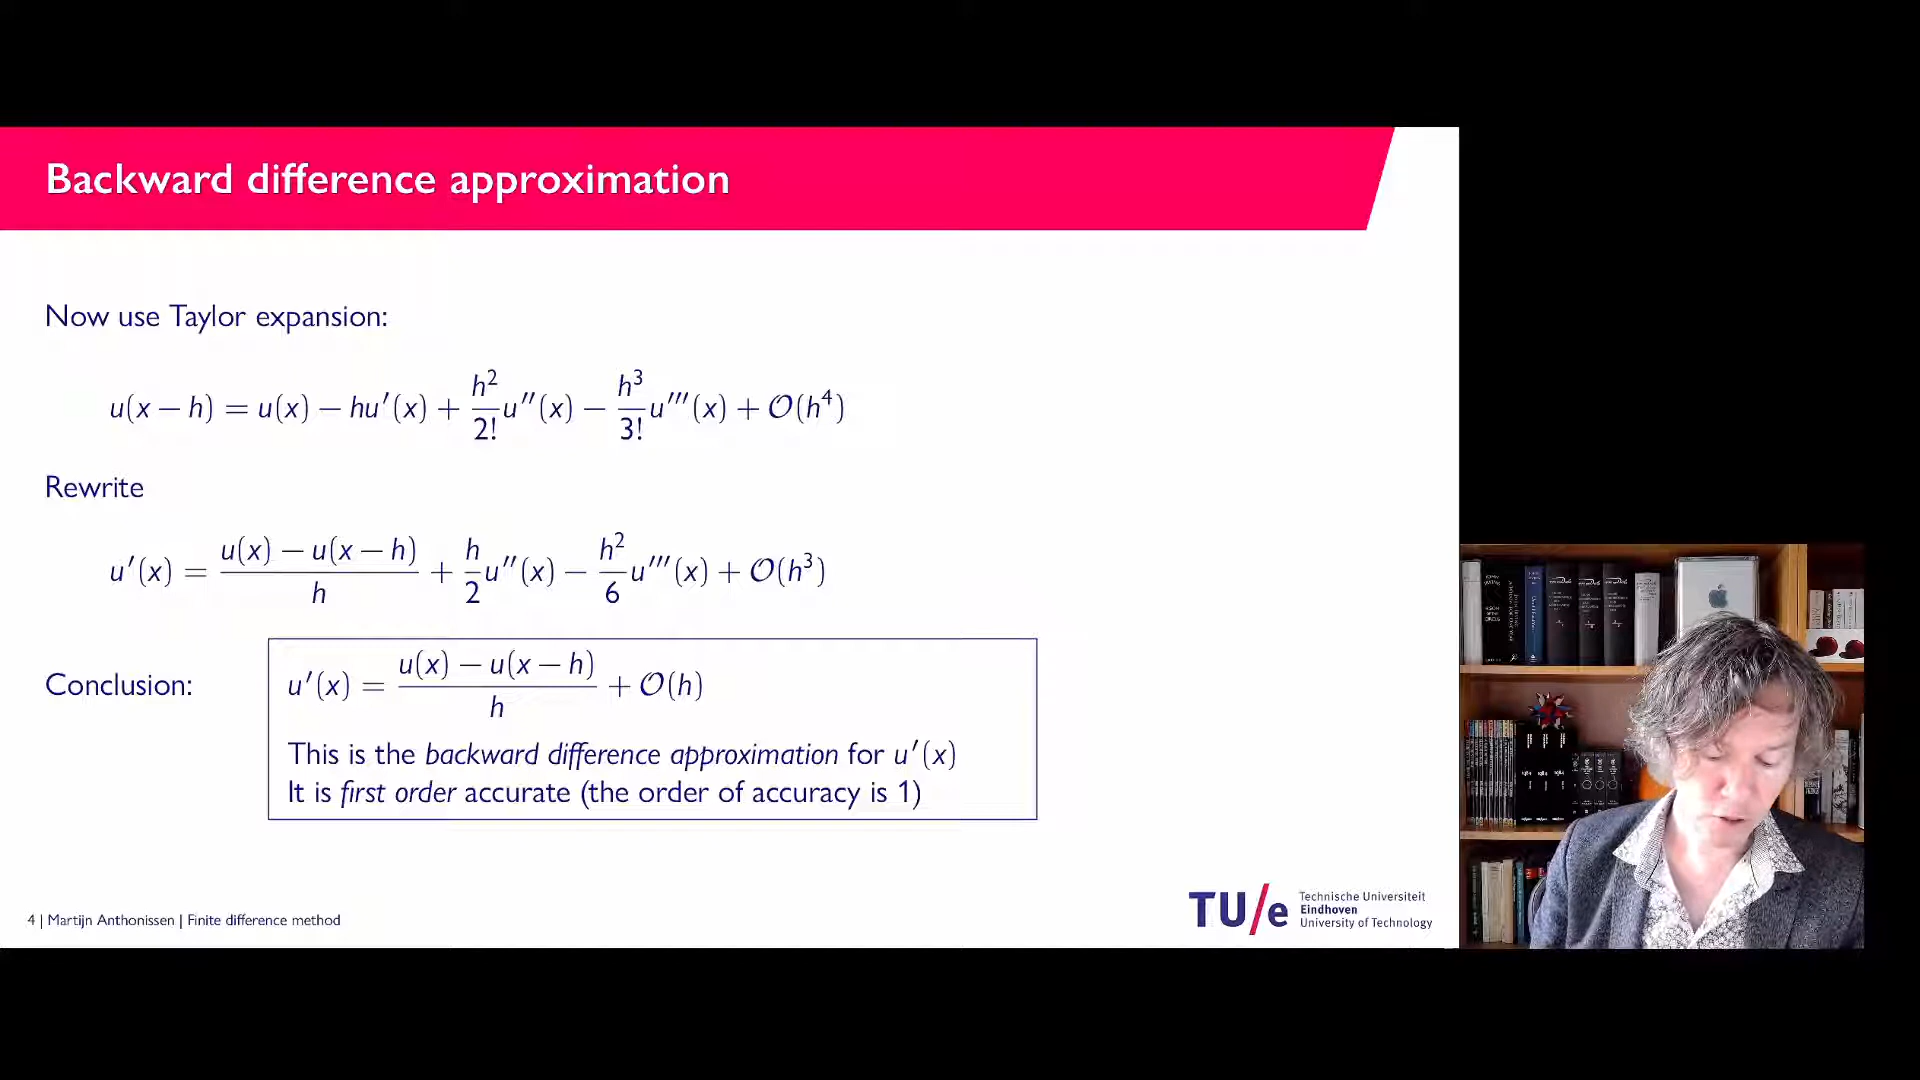 Backward difference approximation
Now use Taylor expansion:
u(x − h) = u(x) − hu′(x) + h²/2! u′′(x) − h³/3! u′′′(x) + O(h⁴)
Rewrite
u′(x) = u(x) − u(x − h)/h + h/2 u′′(x) − h²/6 u′′′(x) + O(h³)
Conclusion: u′(x) = u(x) − u(x − h)/h + O(h)
This is the backward difference approximation for u′(x)
It is first order accurate (the order of accuracy is 1)
4 | Martijn Anthonissen | Finite difference method
TU/e Technische Universiteit
Eindhoven
University of Technology